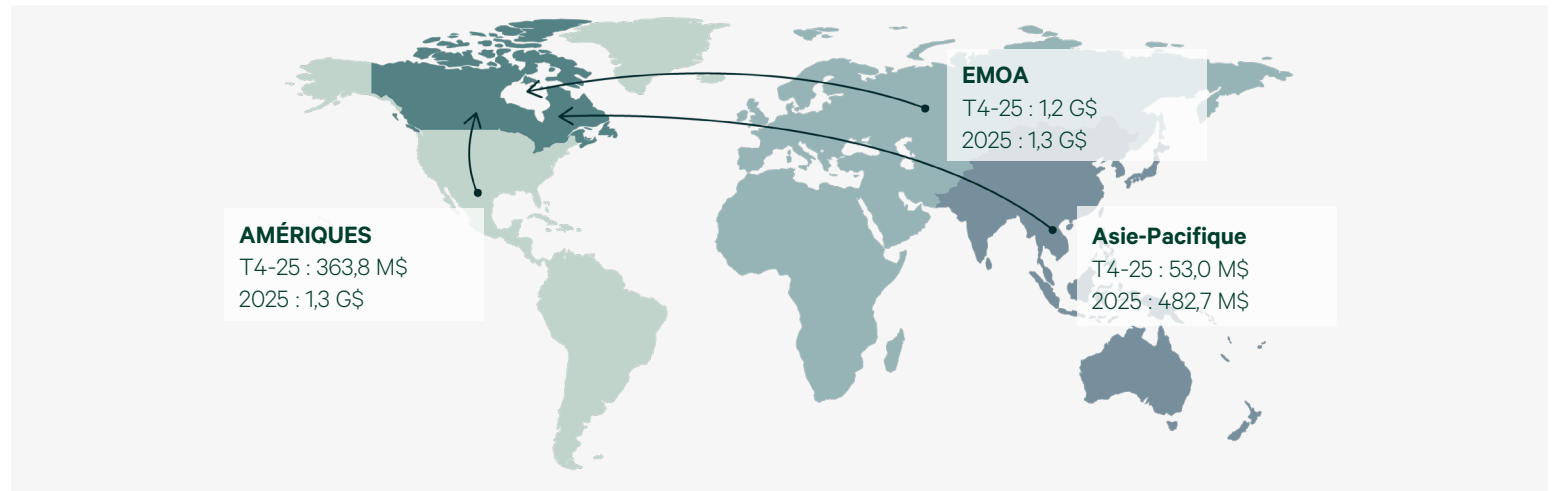 EMOA
T4-25 : 1,2 G$
2025 : 1,3 G$
AMÉRIQUES
T4-25 : 363,8 M$
2025 : 1,3 G$
Asie-Pacifique
T4-25 : 53,0 M$
2025 : 482,7 M$